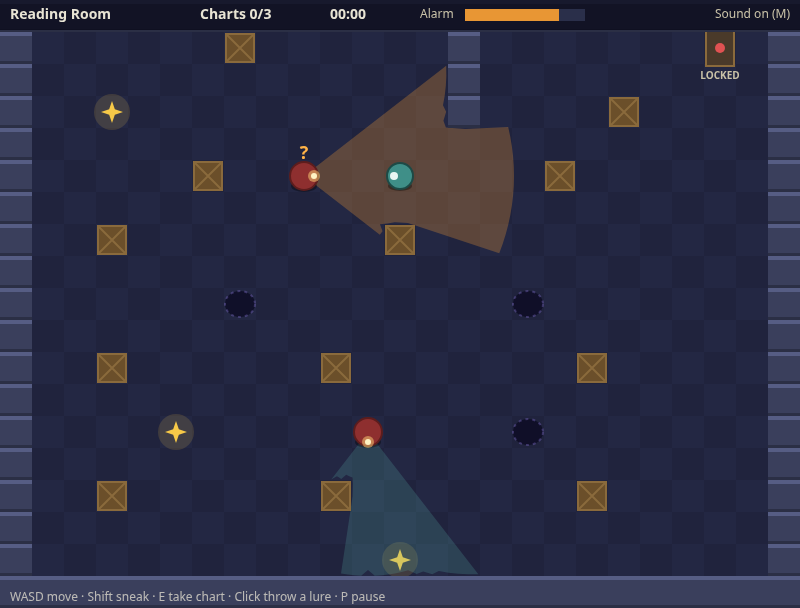 Reading Room Charts 0/3 00:00 Alarm Sound on (M)
LOCKED
?
WASD move · Shift sneak · E take chart · Click throw a lure · P pause